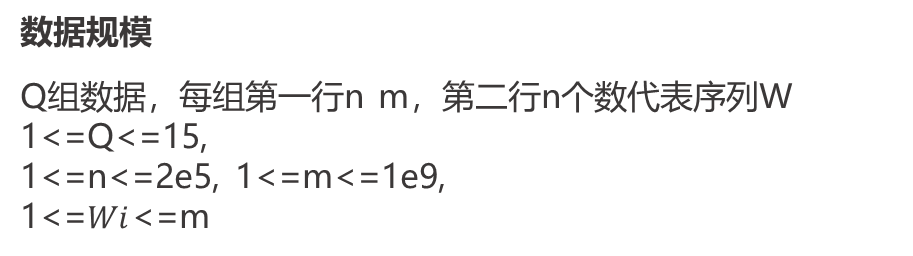 数据规模
Q组数据，每组第一行n m，第二行n个数代表序列W
1<=Q<=15,
1<=n<=2e5, 1<=m<=1e9,
1<=Wi<=m